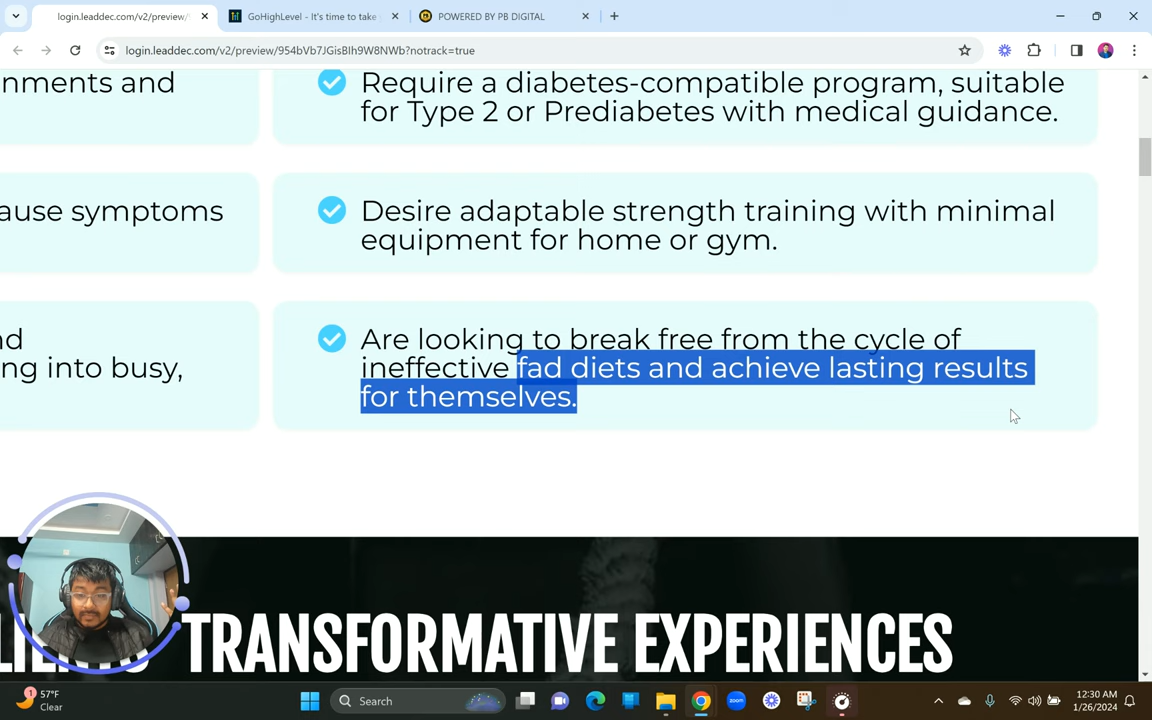 login.leaddec.com/v2/preview/
GoHighLevel - It's time to take
POWERED BY PB DIGITAL
login.leaddec.com/v2/preview/954bVb7JGisBIh9W8NWb?notrack=true
nments and
Require a diabetes-compatible program, suitable
for Type 2 or Prediabetes with medical guidance.
ause symptoms
Desire adaptable strength training with minimal
equipment for home or gym.
nd
ng into busy,
Are looking to break free from the cycle of
ineffective fad diets and achieve lasting results
for themselves.
TRANSFORMATIVE EXPERIENCES
1
57°F
Clear
Search
zoom
12:30 AM
1/26/2024